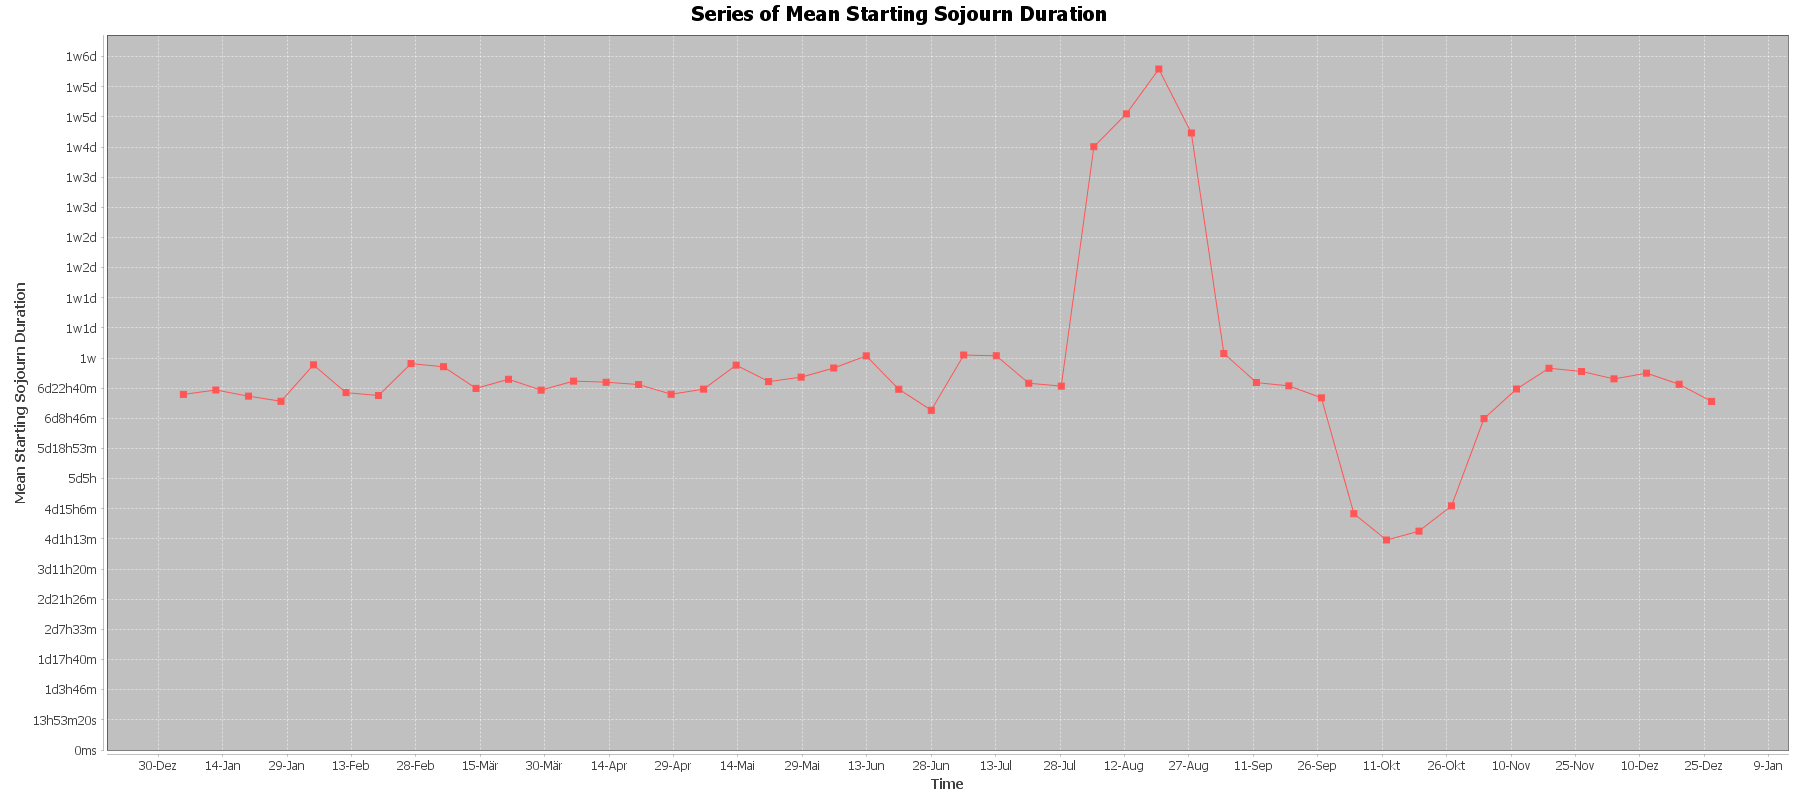 Series of Mean Starting Sojourn Duration
1w6d
1w5d
1w5d
1w4d
1w3d
1w3d
1w2d
1w2d
1w1d
1w1d
1w
6d22h40m
6d8h46m
5d18h53m
5d5h
4d15h6m
4d1h13m
3d11h20m
2d21h26m
2d7h33m
1d17h40m
1d3h46m
13h53m20s
0ms
Mean Starting Sojourn Duration
30-Dez 14-Jan 29-Jan 13-Feb 28-Feb 15-Mär 30-Mär 14-Apr 29-Apr 14-Mai 29-Mai 13-Jun 28-Jun 13-Jul 28-Jul 12-Aug 27-Aug 11-Sep 26-Sep 11-Okt 26-Okt 10-Nov 25-Nov 10-Dez 25-Dez 9-Jan
Time